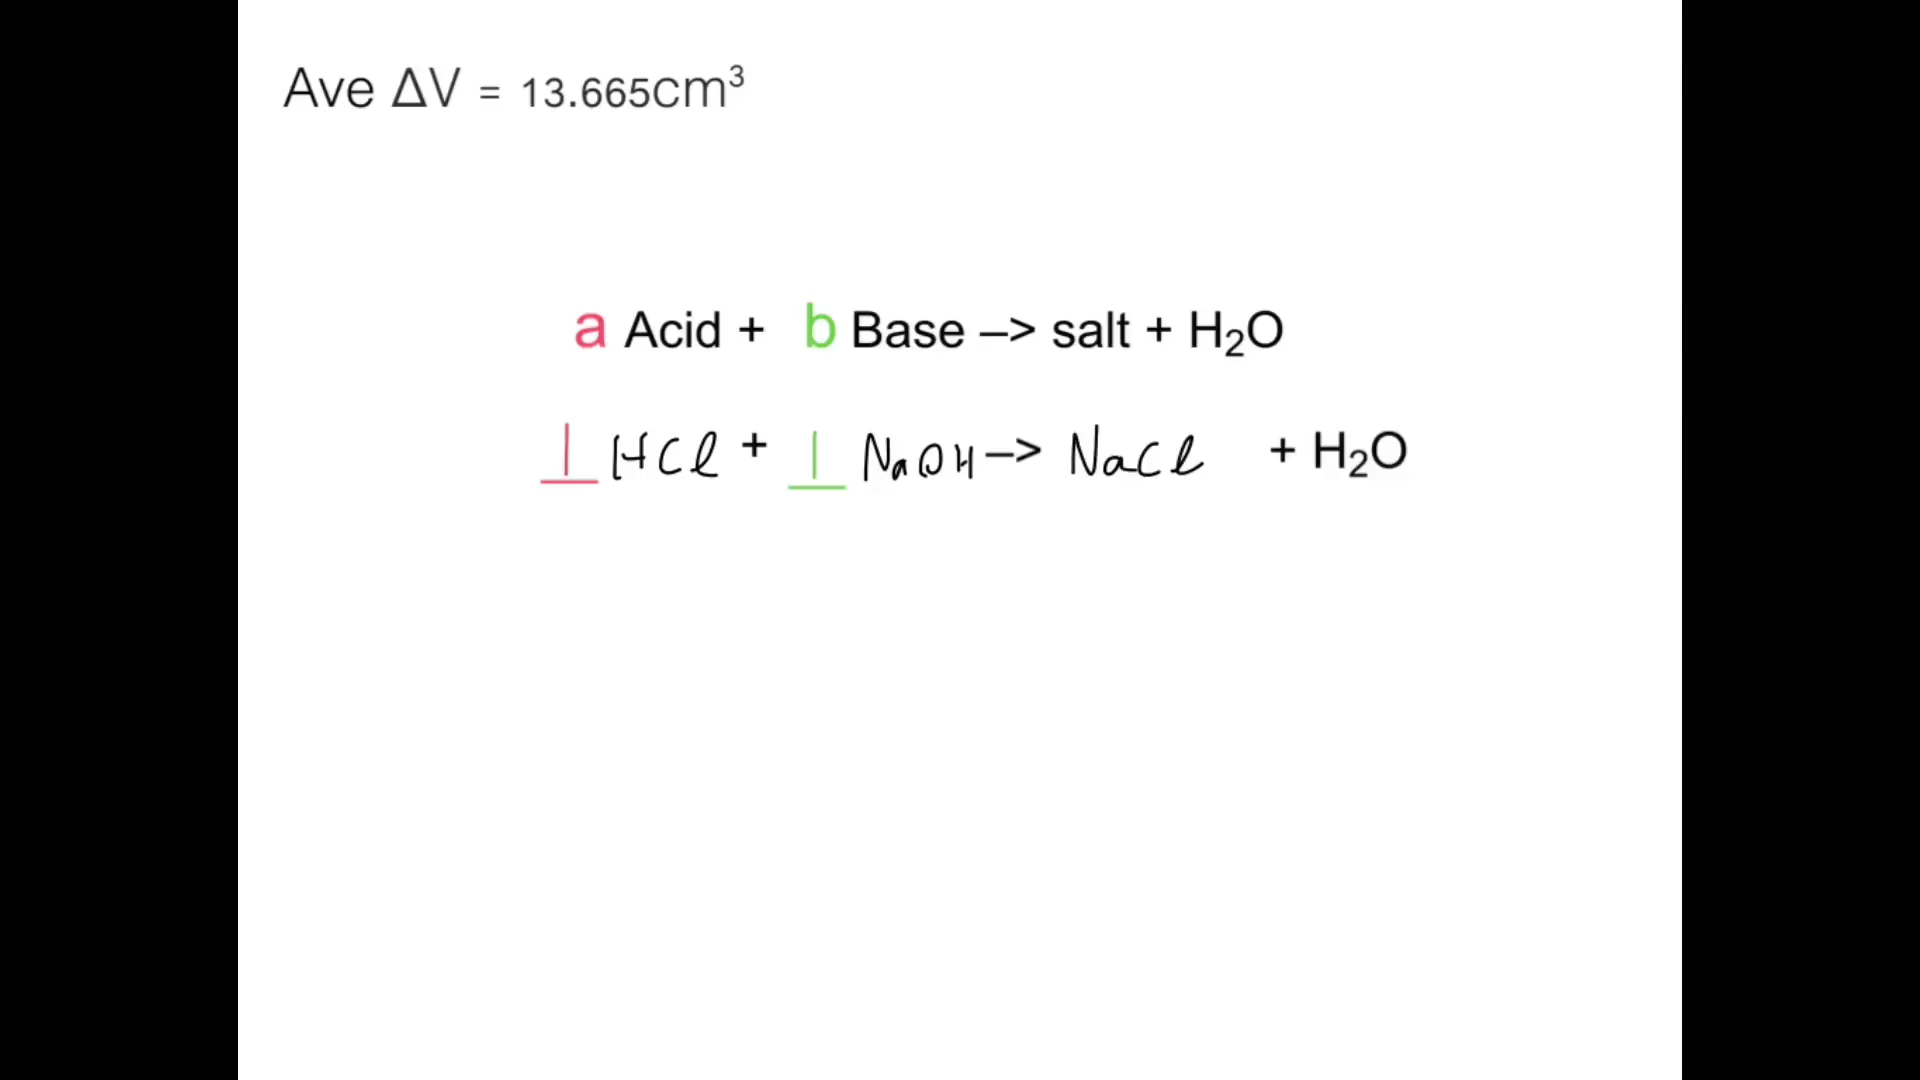 Ave ΔV = 13.665cm³
a Acid + b Base –> salt + H₂O
1 HCl + 1 NaOH –> NaCl + H₂O